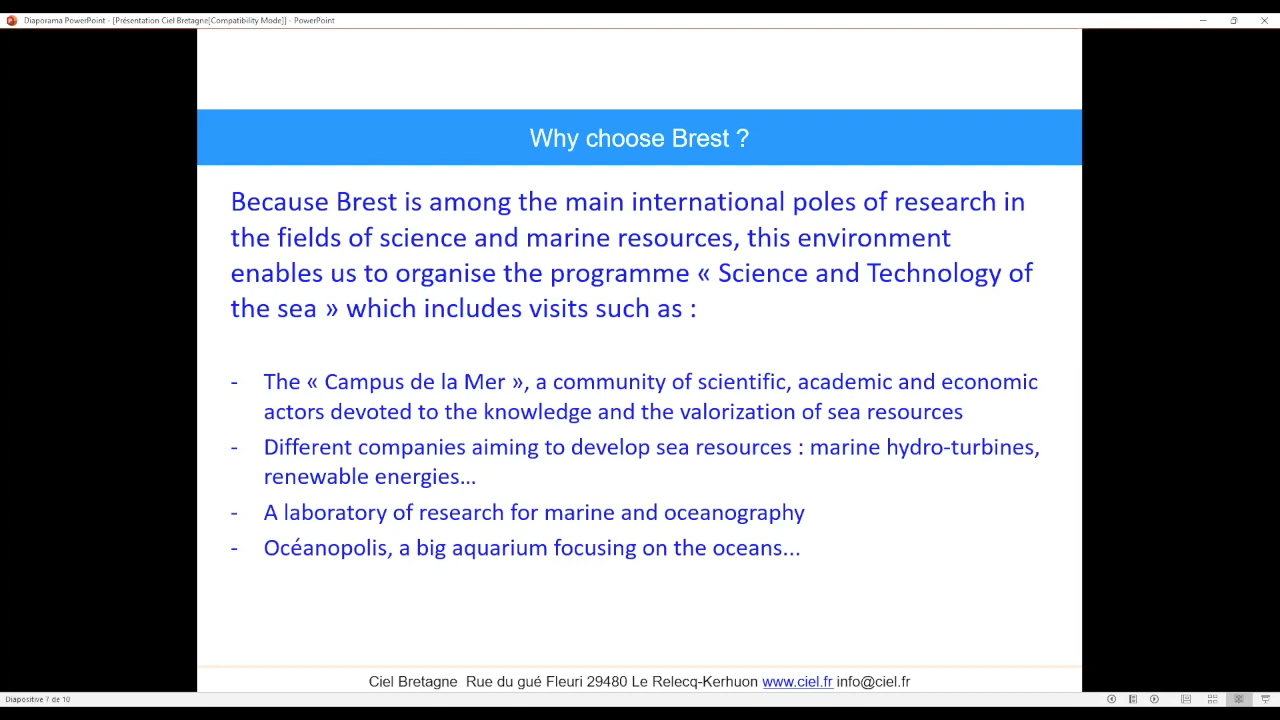 Diaporama PowerPoint - [Présentation Ciel Bretagne[Compatibility Mode]] - PowerPoint
Why choose Brest ?
Because Brest is among the main international poles of research in
the fields of science and marine resources, this environment
enables us to organise the programme « Science and Technology of
the sea » which includes visits such as :
- The « Campus de la Mer », a community of scientific, academic and economic
actors devoted to the knowledge and the valorization of sea resources
- Different companies aiming to develop sea resources : marine hydro-turbines,
renewable energies...
- A laboratory of research for marine and oceanography
- Océanopolis, a big aquarium focusing on the oceans...
Ciel Bretagne Rue du gué Fleuri 29480 Le Relecq-Kerhuon www.ciel.fr info@ciel.fr
Diapositive 7 de 10